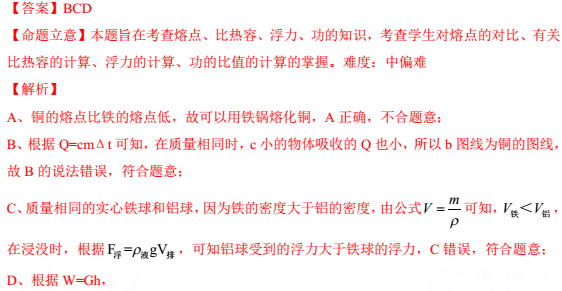 【答案】BCD
【命题立意】本题旨在考查熔点、比热容、浮力、功的知识，考查学生对熔点的对比、有关
比热容的计算、浮力的计算、功的比值的计算的掌握。难度：中偏难
【解析】
A、铜的熔点比铁的熔点低，故可以用铁锅熔化铜，A 正确，不合题意；
B、根据 Q=cmΔt 可知，在质量相同时，c 小的物体吸收的 Q 也小，所以 b 图线为铜的图线，
故 B 的说法错误，符合题意；
C、质量相同的实心铁球和铝球，因为铁的密度大于铝的密度，由公式 V = m/ρ 可知，V铁＜V铝，
在浸没时，根据 F浮=ρ液gV排，可知铝球受到的浮力大于铁球的浮力，C 错误，符合题意；
D、根据 W=Gh，